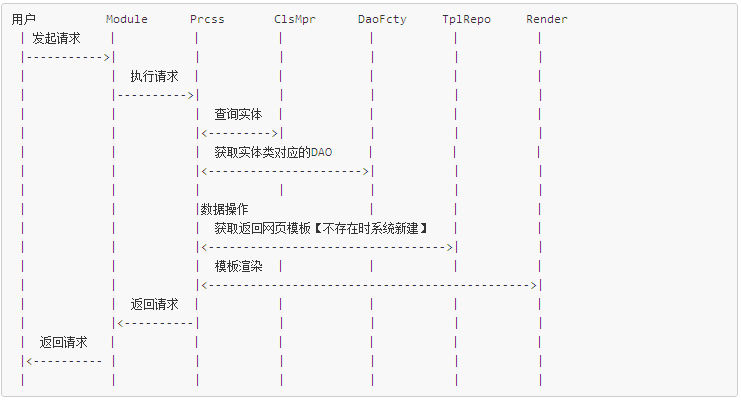 用户 Module Prcss ClsMpr DaoFcty TplRepo Render
发起请求
执行请求
查询实体
获取实体类对应的DAO
数据操作
获取返回网页模板【不存在时系统新建】
模板渲染
返回请求
返回请求